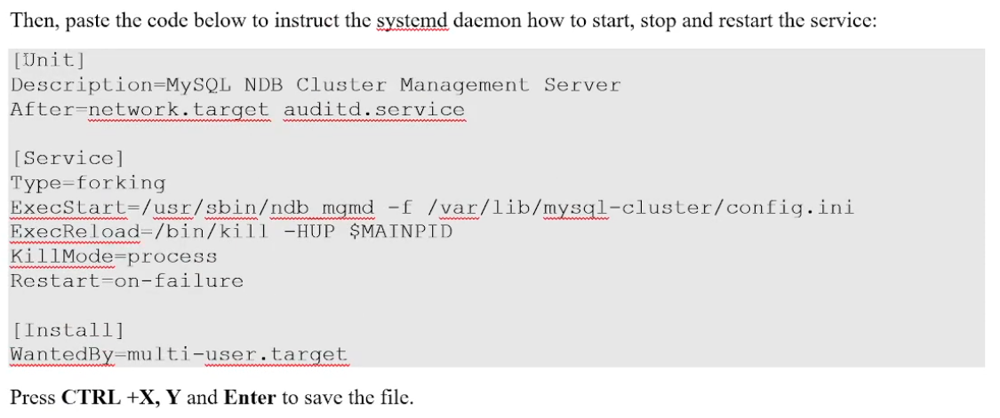 Then, paste the code below to instruct the systemd daemon how to start, stop and restart the service:
[Unit]
Description=MySQL NDB Cluster Management Server
After=network.target auditd.service
[Service]
Type=forking
ExecStart=/usr/sbin/ndb_mgmd -f /var/lib/mysql-cluster/config.ini
ExecReload=/bin/kill -HUP $MAINPID
KillMode=process
Restart=on-failure
[Install]
WantedBy=multi-user.target
Press CTRL +X, Y and Enter to save the file.